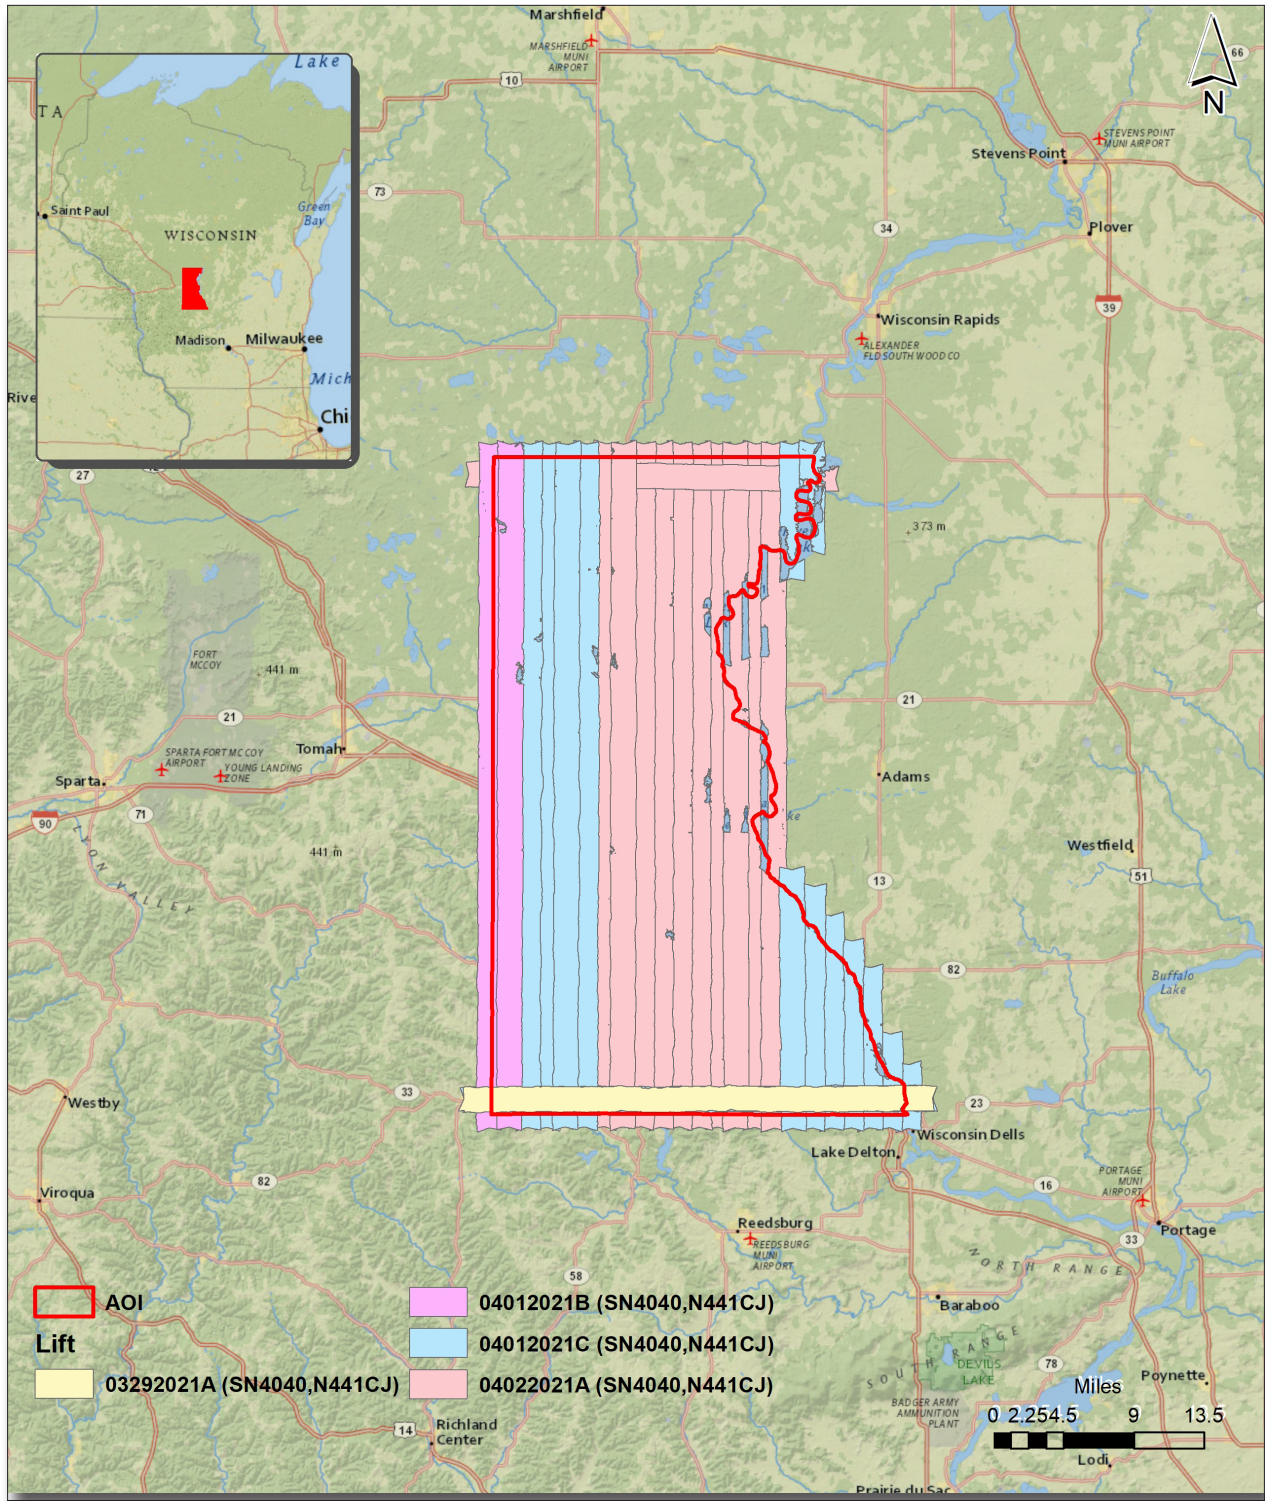 Marshfield
MARSHFIELD
MUNI
AIRPORT
10
66
N
Lake
TA
Saint Paul
Green
Bay
WISCONSIN
Madison
Milwaukee
Mich
Chi
Rive
STEVENS POINT
MUNI AIRPORT
Stevens Point
73
34
Plover
39
Wisconsin Rapids
ALEXANDER
FLD SOUTH WOOD CO
27
373 m
FORT
MCCOY
441 m
21
21
Tomah
SPARTA FORT MC COY
AIRPORT
YOUNG LANDING
ZONE
Sparta
Adams
90
71
ke
441 m
LYON VALLEY
Westfield
51
13
82
Buffalo
Lake
33
Westby
23
Wisconsin Dells
Lake Delton
82
16
PORTAGE
MUNI
AIRPORT
Viroqua
Portage
Reedsburg
REEDSBURG
MUNI
AIRPORT
33
NORTH RANGE
58
Baraboo
SOUTH RANGE
DEVILS
LAKE
78
Poynette
BADGER ARMY
AMMUNITION
PLANT
14
Richland
Center
Lodi
Prairie du Sac
AOI
Lift
03292021A (SN4040,N441CJ)
04012021B (SN4040,N441CJ)
04012021C (SN4040,N441CJ)
04022021A (SN4040,N441CJ)
Miles
0 2.254.5 9 13.5